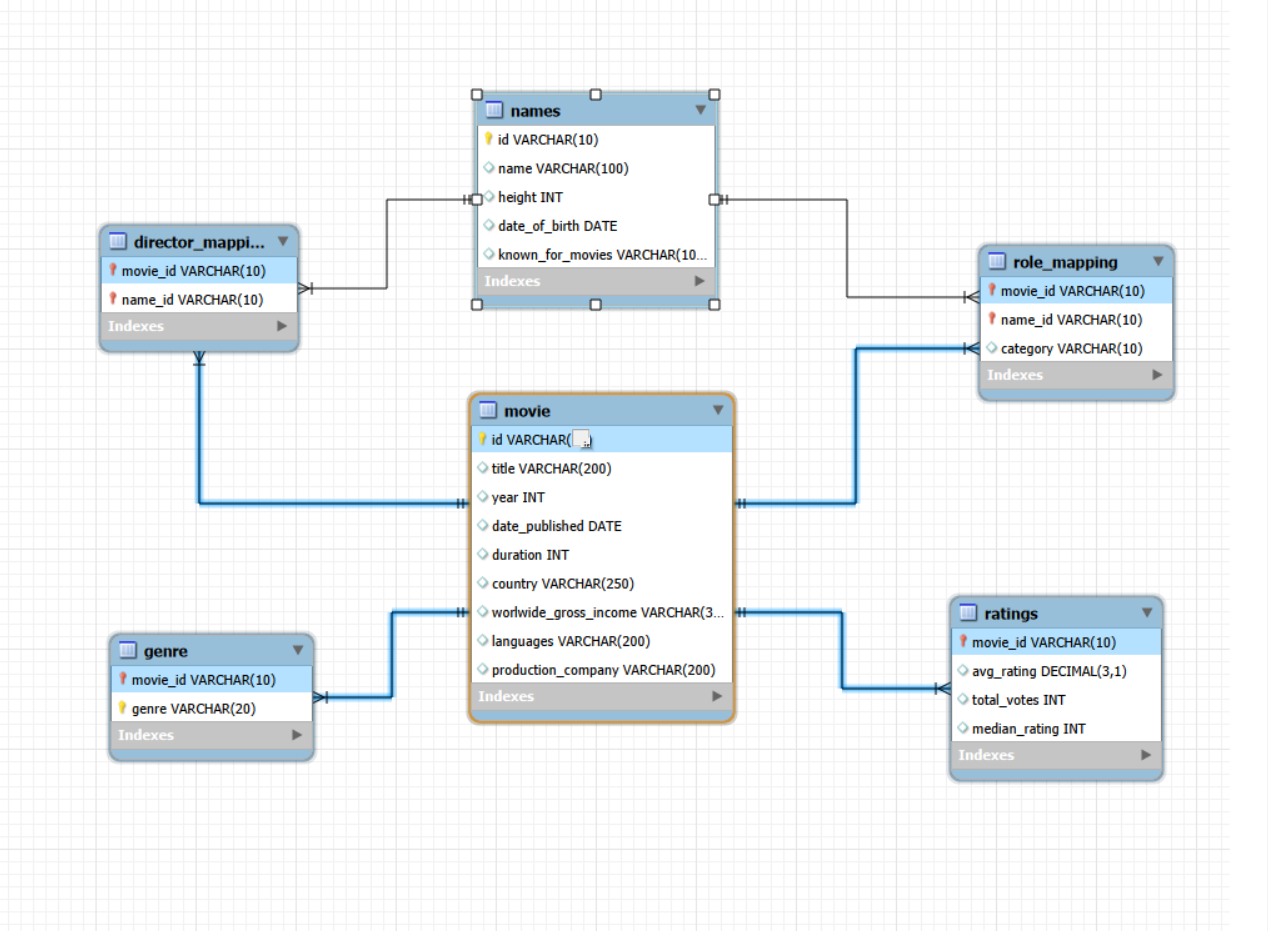 names
id VARCHAR(10)
name VARCHAR(100)
height INT
date_of_birth DATE
known_for_movies VARCHAR(10...
Indexes
director_mappi...
movie_id VARCHAR(10)
name_id VARCHAR(10)
Indexes
role_mapping
movie_id VARCHAR(10)
name_id VARCHAR(10)
category VARCHAR(10)
Indexes
movie
id VARCHAR(
title VARCHAR(200)
year INT
date_published DATE
duration INT
country VARCHAR(250)
worlwide_gross_income VARCHAR(3...
languages VARCHAR(200)
production_company VARCHAR(200)
Indexes
genre
movie_id VARCHAR(10)
genre VARCHAR(20)
Indexes
ratings
movie_id VARCHAR(10)
avg_rating DECIMAL(3,1)
total_votes INT
median_rating INT
Indexes